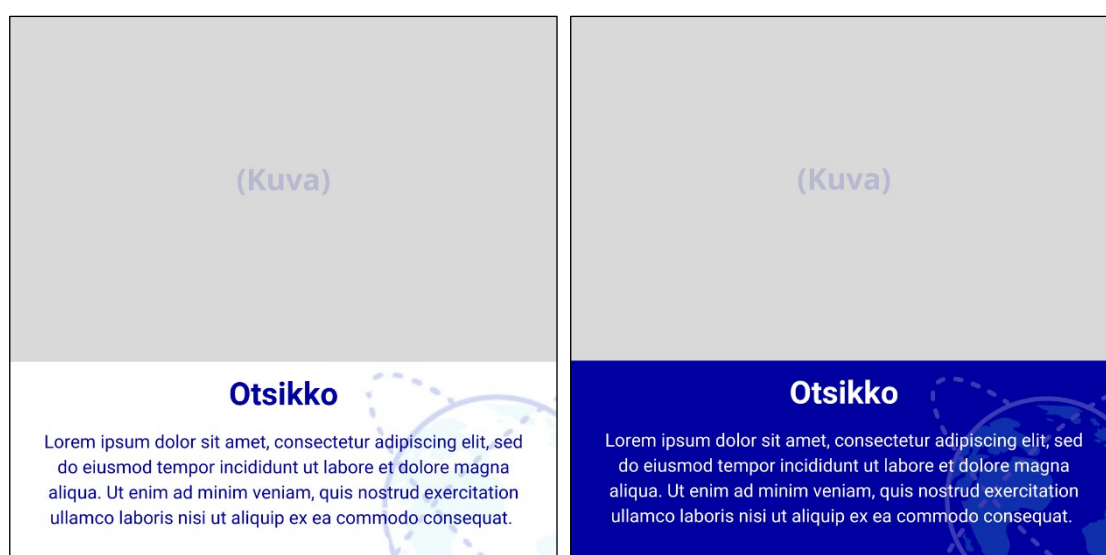 (Kuva)
Otsikko
Lorem ipsum dolor sit amet, consectetur adipiscing elit, sed
do eiusmod tempor incididunt ut labore et dolore magna
aliqua. Ut enim ad minim veniam, quis nostrud exercitation
ullamco laboris nisi ut aliquip ex ea commodo consequat.
(Kuva)
Otsikko
Lorem ipsum dolor sit amet, consectetur adipiscing elit, sed
do eiusmod tempor incididunt ut labore et dolore magna
aliqua. Ut enim ad minim veniam, quis nostrud exercitation
ullamco laboris nisi ut aliquip ex ea commodo consequat.